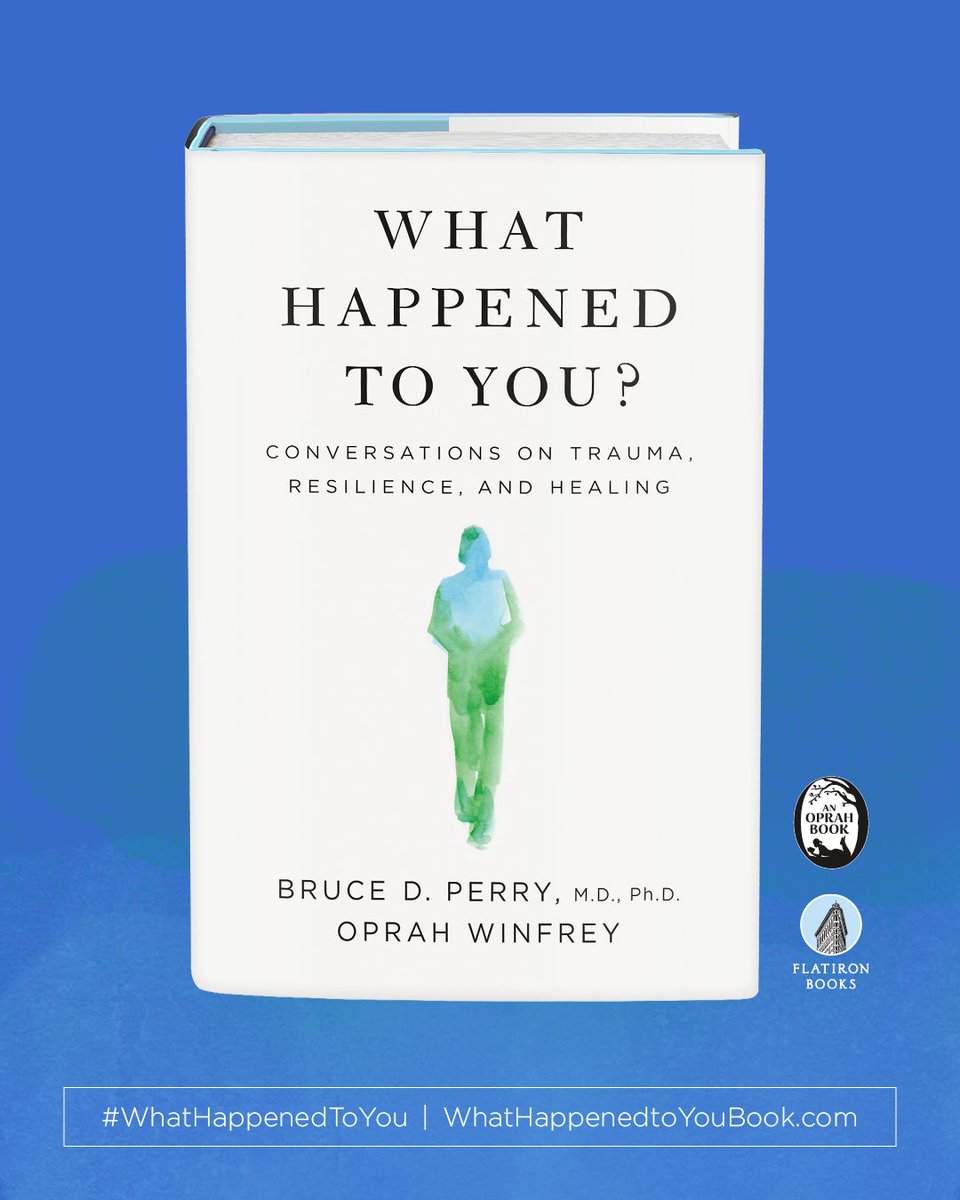 WHAT
HAPPENED
TO YOU?
CONVERSATIONS ON TRAUMA,
RESILIENCE, AND HEALING
BRUCE D. PERRY, M.D., Ph.D.
OPRAH WINFREY
AN
OPRAH
BOOK
FLATIRON
BOOKS
#WhatHappenedToYou | WhatHappenedtoYouBook.com